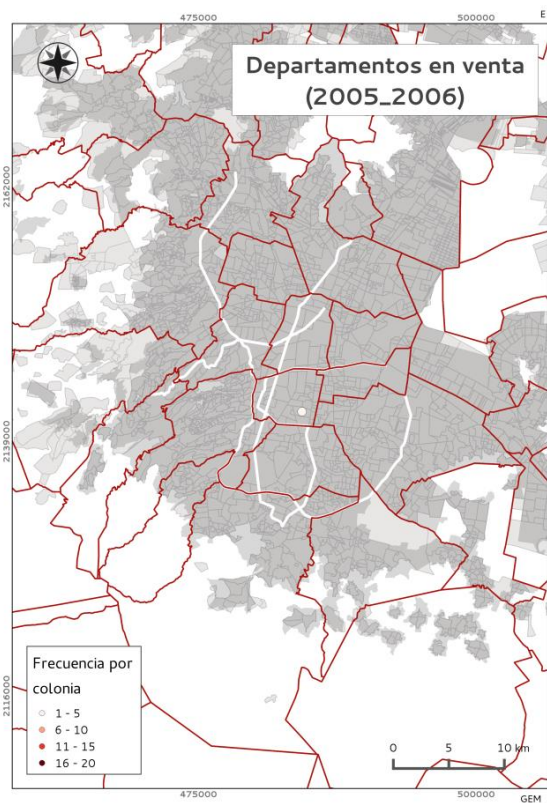 475000
500000
E
Departamentos en venta
(2005_2006)
2162000
2139000
2116000
Frecuencia por
colonia
1 - 5
6 - 10
11 - 15
16 - 20
0
5
10 km
475000
500000
GEM